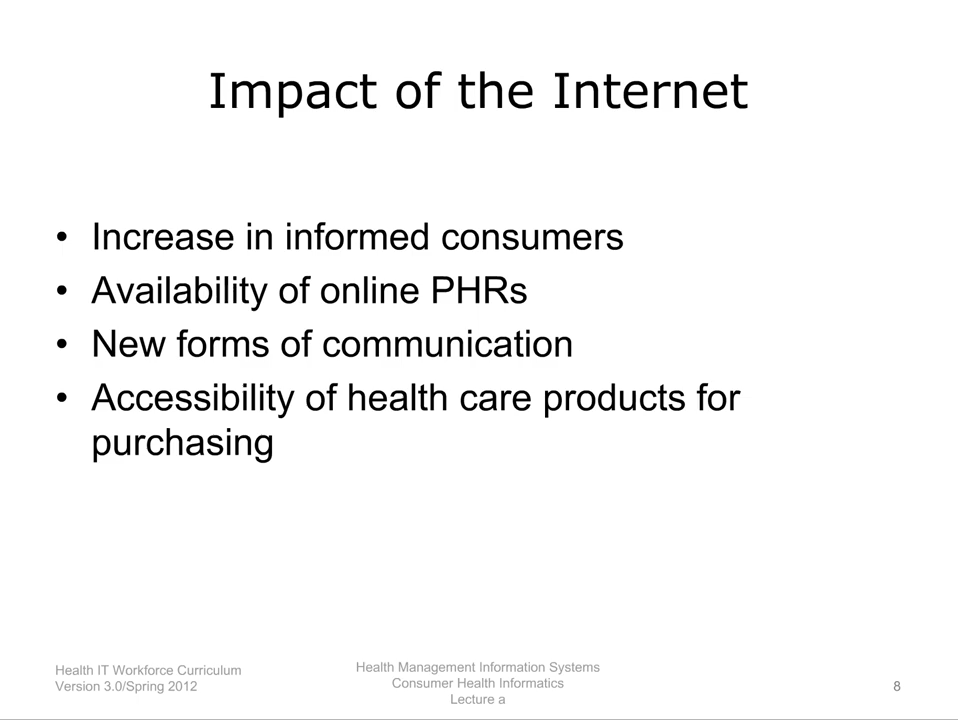 Impact of the Internet
• Increase in informed consumers
• Availability of online PHRs
• New forms of communication
• Accessibility of health care products for
purchasing
Health IT Workforce Curriculum
Version 3.0/Spring 2012
Health Management Information Systems
Consumer Health Informatics
Lecture a
8